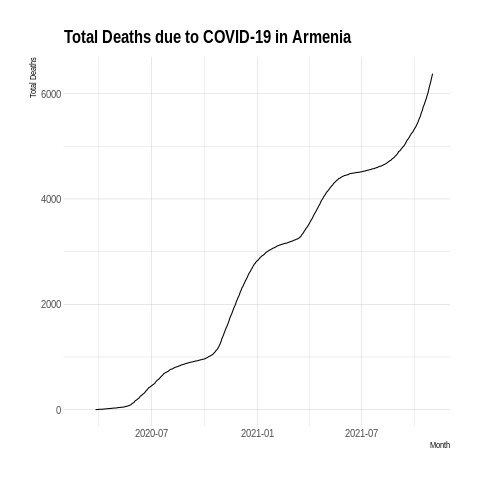 Total Deaths due to COVID-19 in Armenia
Total Deaths
6000
4000
2000
0
2020-07 2021-01 2021-07
Month